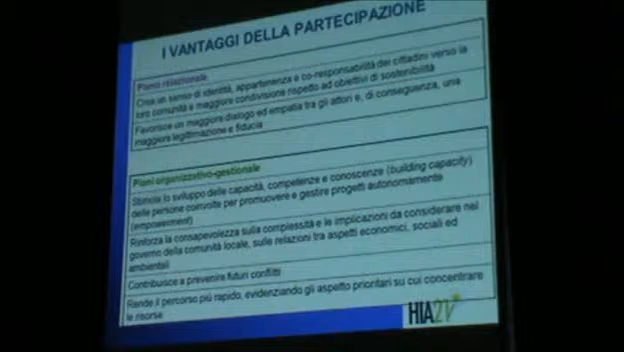 I VANTAGGI DELLA PARTECIPAZIONE
Piano relazionale
Crea un senso di identità, appartenenza e co-responsabilità dei cittadini verso la
loro comunità e maggiore condivisione rispetto ad obiettivi di sostenibilità
Favorisce un maggiore dialogo ed empatia tra gli attori e, di conseguenza, una
maggiore legittimazione e fiducia
Piani organizzativo-gestionale
Stimola lo sviluppo delle capacità, competenze e conoscenze (building capacity)
delle persone coinvolte per promuovere e gestire progetti autonomamente
(empowerment)
Rinforza la consapevolezza sulla complessità e le implicazioni da considerare nel
governo della comunità locale, sulle relazioni tra aspetti economici, sociali ed
ambientali
Contribuisce a prevenire futuri conflitti
Rende il percorso più rapido, evidenziando gli aspetto prioritari su cui concentrare
le risorse
HIA21